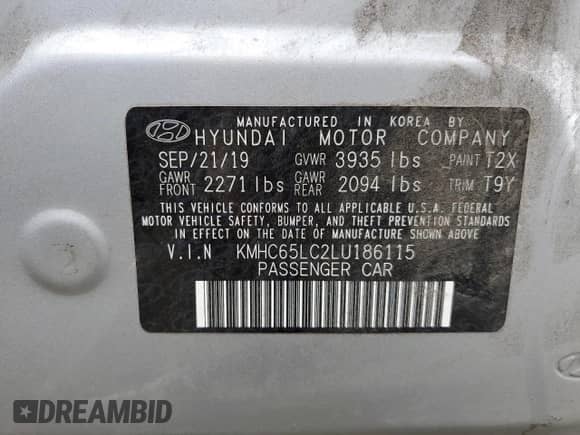 MANUFACTURED IN KOREA BY
HYUNDAI MOTOR COMPANY
SEP/21/19 GVWR 3935 lbs PAINT T2X
GAWR FRONT 2271 lbs GAWR REAR 2094 lbs TRIM T9Y
THIS VEHICLE CONFORMS TO ALL APPLICABLE U.S.A. FEDERAL
MOTOR VEHICLE SAFETY, BUMPER, AND THEFT PREVENTION STANDARDS
IN EFFECT ON THE DATE OF MANUFACTURE SHOWN ABOVE.
V.I.N KMHC65LC2LU186115
PASSENGER CAR
DREAMBID